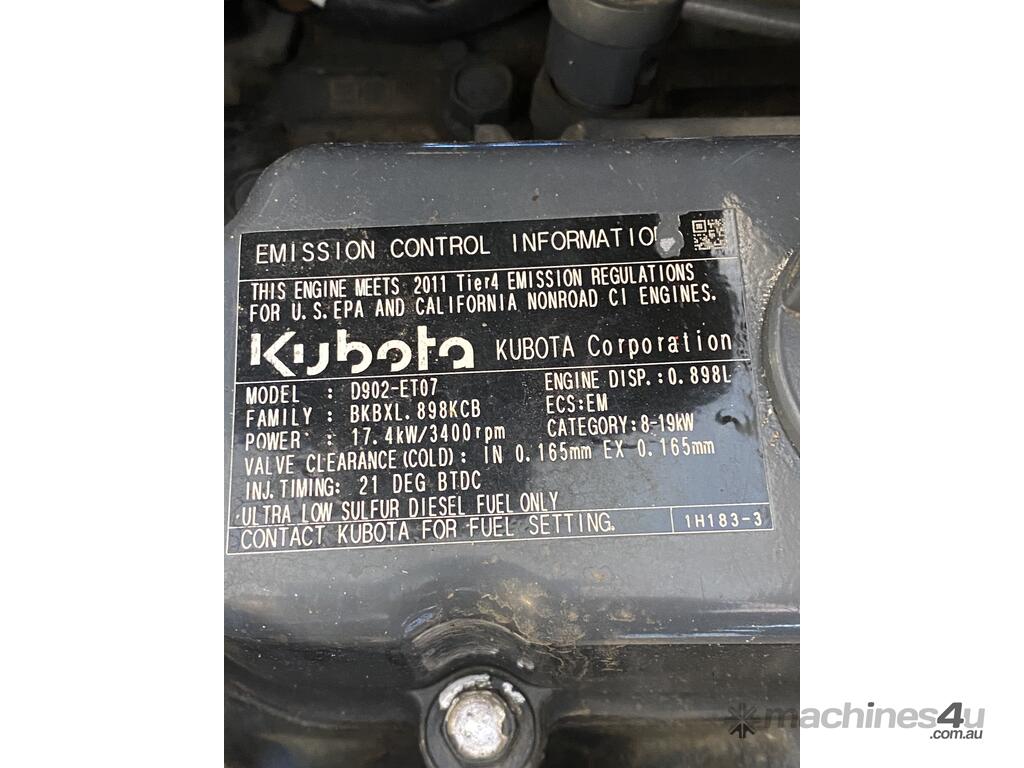 EMISSION CONTROL INFORMATIO
THIS ENGINE MEETS 2011 Tier4 EMISSION REGULATIONS
FOR U.S.EPA AND CALIFORNIA NONROAD CI ENGINES.
Kubota KUBOTA Corporation
MODEL : D902-ET07 ENGINE DISP.:0.898L
FAMILY : BKBXL.898KCB ECS:EM
POWER : 17.4kW/3400rpm CATEGORY:8-19kW
VALVE CLEARANCE(COLD): IN 0.165mm EX 0.165mm
INJ.TIMING: 21 DEG BTDC
ULTRA LOW SULFUR DIESEL FUEL ONLY
CONTACT KUBOTA FOR FUEL SETTING. 1H183-3
machines4u
.com.au